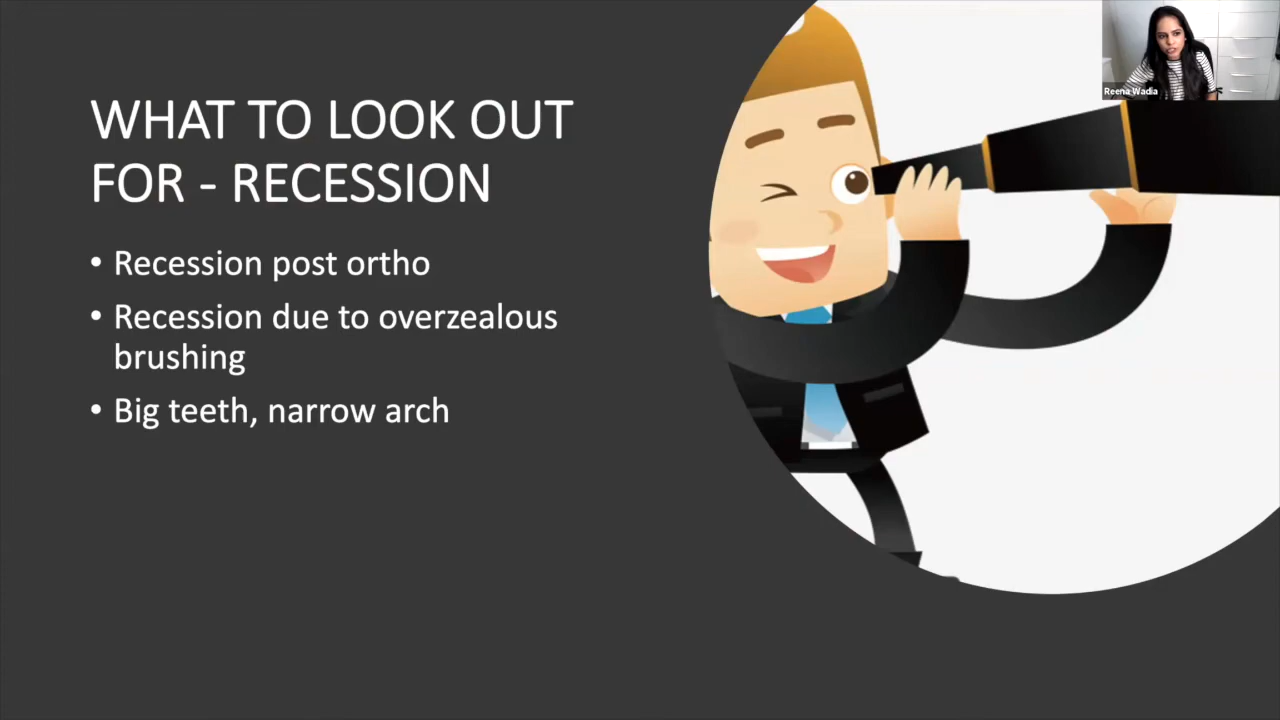 WHAT TO LOOK OUT
FOR - RECESSION
• Recession post ortho
• Recession due to overzealous
brushing
• Big teeth, narrow arch
Reena Wadia